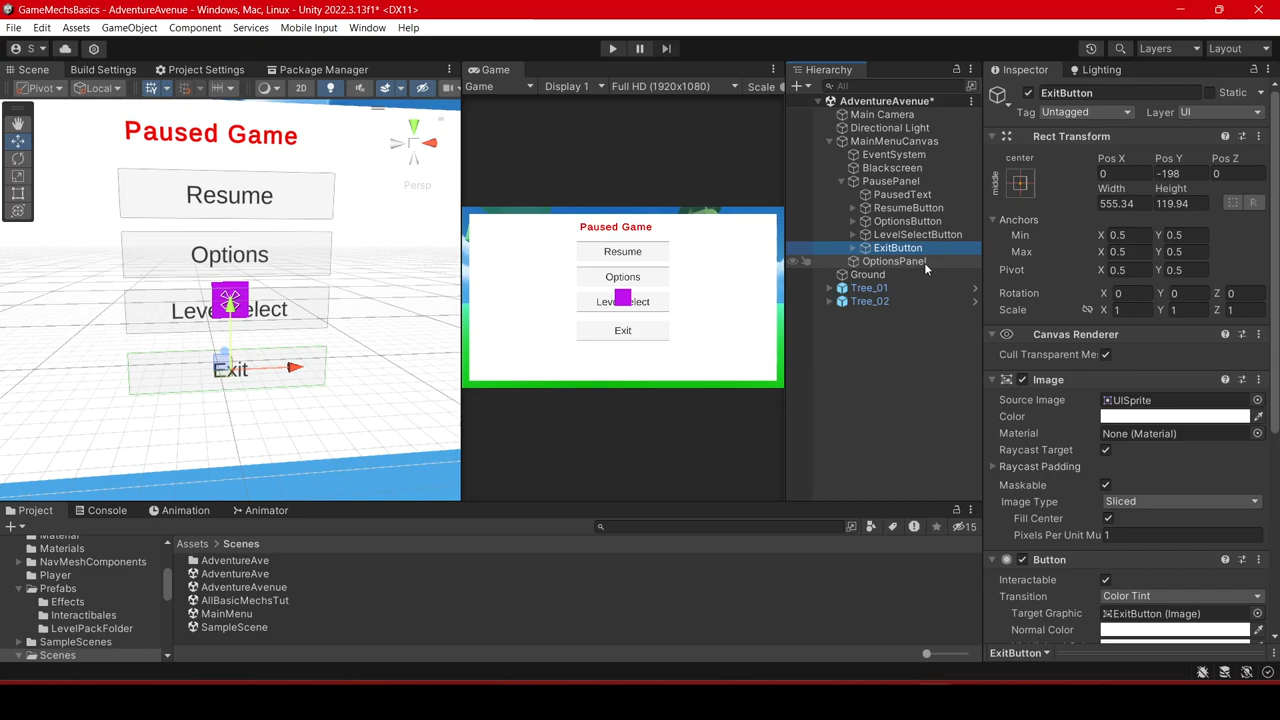 GameMechsBasics - AdventureAvenue - Windows, Mac, Linux - Unity 2022.3.13f1* <DX11>
File Edit Assets GameObject Component Services Mobile Input Window Help
S Layers Layout
Scene Build Settings Project Settings Package Manager
Pivot Local 2D
Persp
Paused Game
Resume
Options
Level Select
Exit
Game
Game Display 1 Full HD (1920x1080) Scale
Paused Game
Resume
Options
Level Select
Exit
Hierarchy
All
AdventureAvenue*
Main Camera
Directional Light
MainMenuCanvas
EventSystem
Blackscreen
PausePanel
PausedText
ResumeButton
OptionsButton
LevelSelectButton
ExitButton
OptionsPanel
Ground
Tree_01
Tree_02
Inspector Lighting
ExitButton Static
Tag Untagged Layer UI
Rect Transform
center Pos X Pos Y Pos Z
middle 0 -198 0
Width Height
555.34 119.94 R
Anchors
Min X 0.5 Y 0.5
Max X 0.5 Y 0.5
Pivot X 0.5 Y 0.5
Rotation X 0 Y 0 Z 0
Scale X 1 Y 1 Z 1
Canvas Renderer
Cull Transparent Me
Image
Source Image UISprite
Color
Material None (Material)
Raycast Target
Raycast Padding
Maskable
Image Type Sliced
Fill Center
Pixels Per Unit Mu 1
Button
Interactable
Transition Color Tint
Target Graphic ExitButton (Image)
Normal Color
ExitButton
Project Console Animation Animator
15
Material
Materials
NavMeshComponents
Player
Prefabs
Effects
Interactibales
LevelPackFolder
SampleScenes
Scenes
Assets > Scenes
AdventureAve
AdventureAve
AdventureAvenue
AllBasicMechsTut
MainMenu
SampleScene